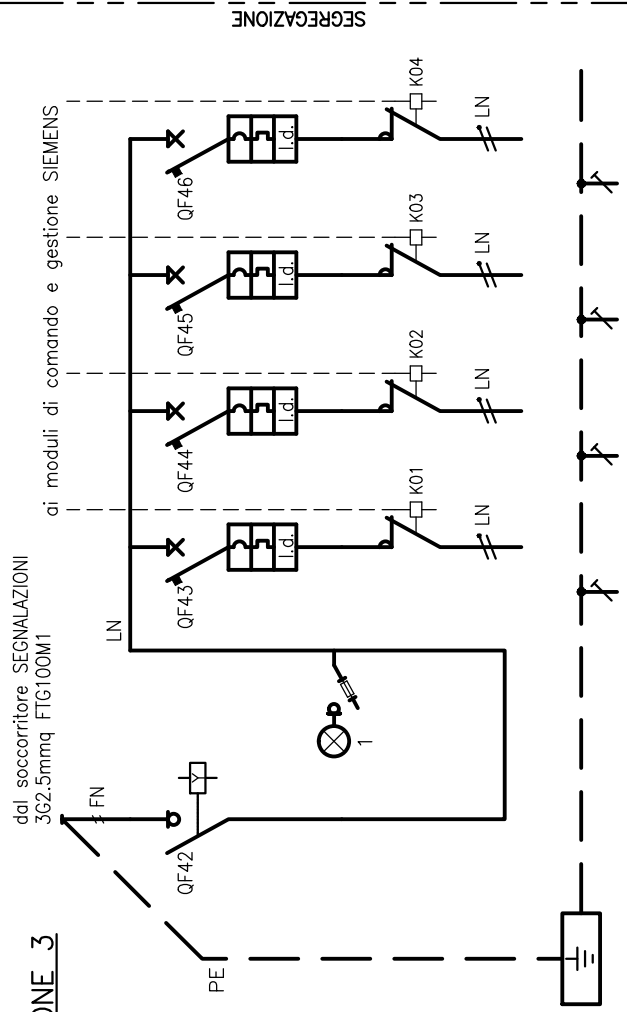 SEGREGAZIONE
ai moduli di comando e gestione SIEMENS
dal soccorritore SEGNALAZIONI
3G2.5mmq FTG10OM1
LN
FN
QF42
QF43
QF44
QF45
QF46
I.d.
I.d.
I.d.
I.d.
Y
1
K01
K02
K03
K04
LN
LN
LN
LN
PE
ONE 3